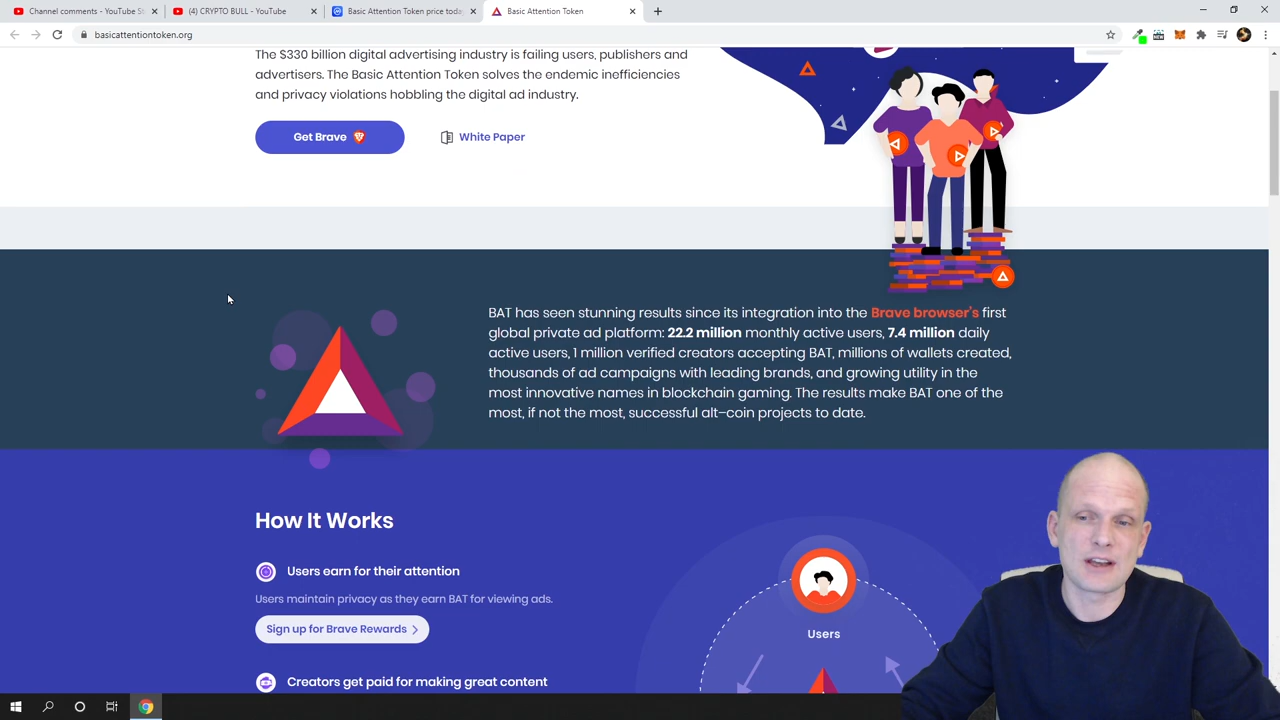 Channel comments - YouTube St
(4) CRYPTO BULL - YouTube
Basic Attention Token price today
Basic Attention Token
basicattentiontoken.org
The $330 billion digital advertising industry is failing users, publishers and
advertisers. The Basic Attention Token solves the endemic inefficiencies
and privacy violations hobbling the digital ad industry.
Get Brave
White Paper
BAT has seen stunning results since its integration into the Brave browser's first
global private ad platform: 22.2 million monthly active users, 7.4 million daily
active users, 1 million verified creators accepting BAT, millions of wallets created,
thousands of ad campaigns with leading brands, and growing utility in the
most innovative names in blockchain gaming. The results make BAT one of the
most, if not the most, successful alt-coin projects to date.
How It Works
Users earn for their attention
Users maintain privacy as they earn BAT for viewing ads.
Sign up for Brave Rewards
Users
Creators get paid for making great content